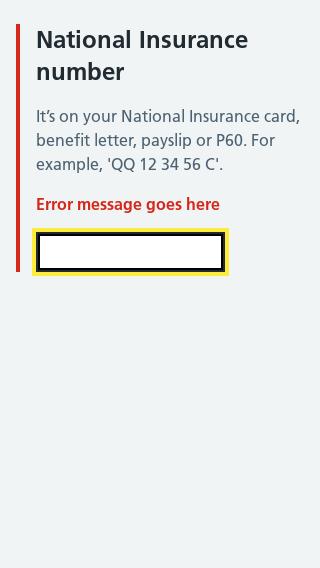 National Insurance
number
It’s on your National Insurance card,
benefit letter, payslip or P60. For
example, 'QQ 12 34 56 C'.
Error message goes here